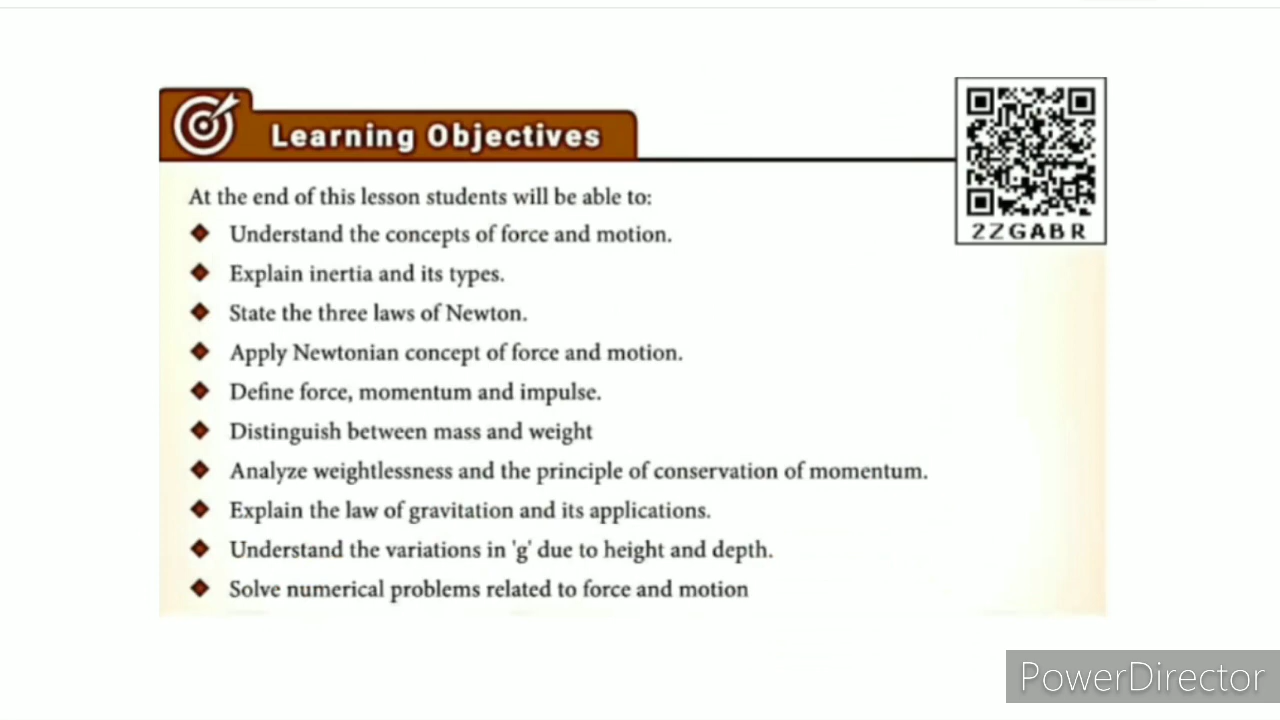 Learning Objectives
2ZGABR
At the end of this lesson students will be able to:
Understand the concepts of force and motion.
Explain inertia and its types.
State the three laws of Newton.
Apply Newtonian concept of force and motion.
Define force, momentum and impulse.
Distinguish between mass and weight
Analyze weightlessness and the principle of conservation of momentum.
Explain the law of gravitation and its applications.
Understand the variations in 'g' due to height and depth.
Solve numerical problems related to force and motion
PowerDirector